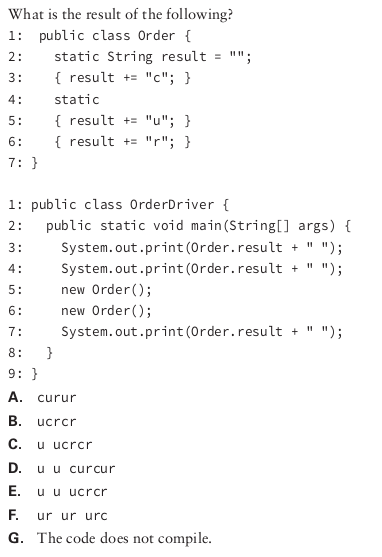 What is the result of the following?
1: public class Order {
2: static String result = "";
3: { result += "c"; }
4: static
5: { result += "u"; }
6: { result += "r"; }
7: }
1: public class OrderDriver {
2: public static void main(String[] args) {
3: System.out.print(Order.result + " ");
4: System.out.print(Order.result + " ");
5: new Order();
6: new Order();
7: System.out.print(Order.result + " ");
8: }
9: }
A. curur
B. ucrcr
C. u ucrcr
D. u u curcur
E. u u ucrcr
F. ur ur urc
G. The code does not compile.